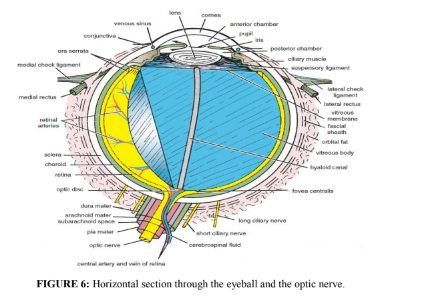 lens
cornea
venous sinus
anterior chamber
conjunctiva
pupil
iris
ora serrata
posterior chamber
ciliary muscle
medial check ligament
suspensory ligament
lateral check
ligament
medial rectus
lateral rectus
vitreous
membrane
retinal
arteries
fascial
sheath
orbital fat
sclera
vitreous body
choroid
hyaloid canal
retina
optic disc
fovea centralis
dura mater
arachnoid mater
long ciliary nerve
subarachnoid space
short ciliary nerve
pia mater
cerebrospinal fluid
optic nerve
central artery and vein of retina
FIGURE 6: Horizontal section through the eyeball and the optic nerve.